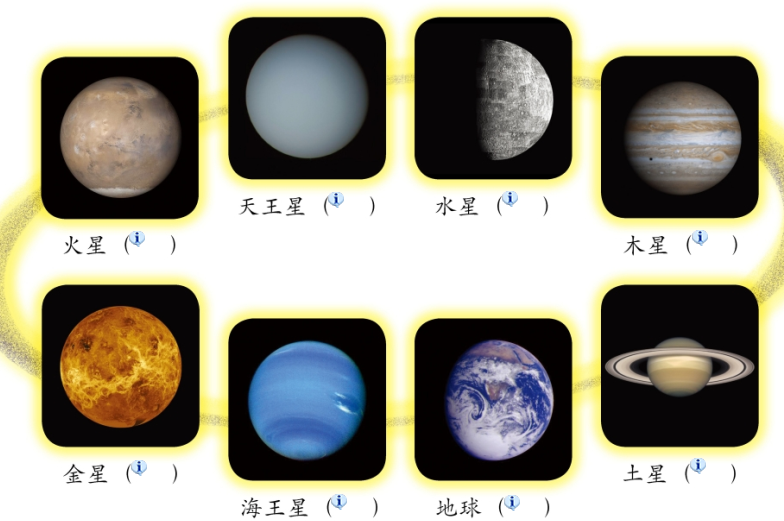 天王星 (i )
水星 (i )
火星 (i )
木星 (i )
金星 (i )
土星 (i )
海王星 (i )
地球 (i )